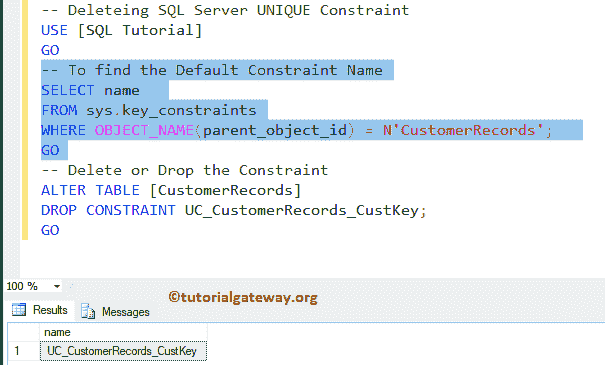 -- Deleteing SQL Server UNIQUE Constraint
USE [SQL Tutorial]
GO
-- To find the Default Constraint Name
SELECT name
FROM sys.key_constraints
WHERE OBJECT_NAME(parent_object_id) = N'CustomerRecords';
GO
-- Delete or Drop the Constraint
ALTER TABLE [CustomerRecords]
DROP CONSTRAINT UC_CustomerRecords_CustKey;
GO
100 %
©tutorialgateway.org
Results Messages
name
1 UC_CustomerRecords_CustKey